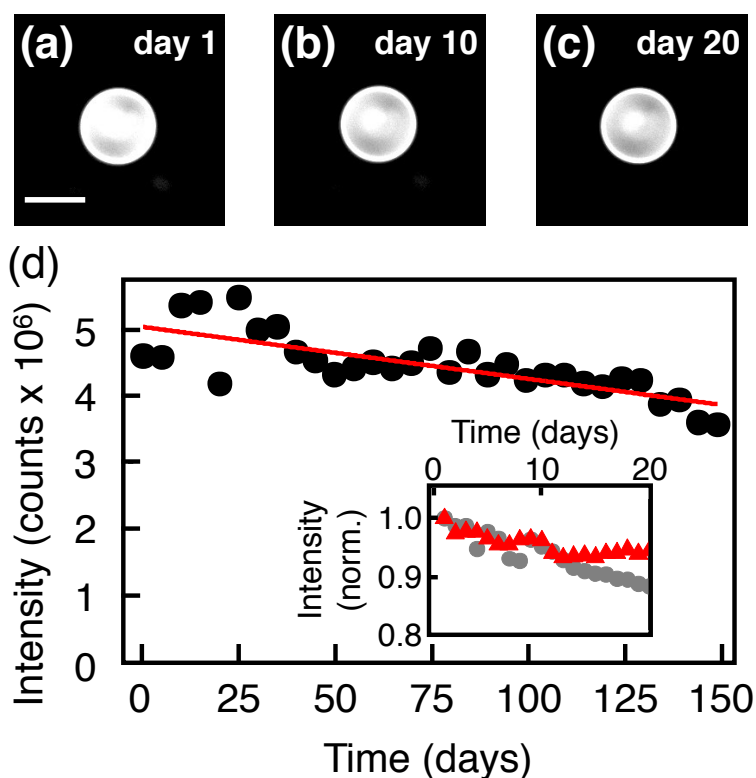 (a) day 1
(b) day 10
(c) day 20
(d)
Intensity (counts x 10⁶)
5
4
3
2
1
0
0 25 50 75 100 125 150
Time (days)
Time (days)
0 10 20
Intensity
(norm.)
1.0
0.9
0.8